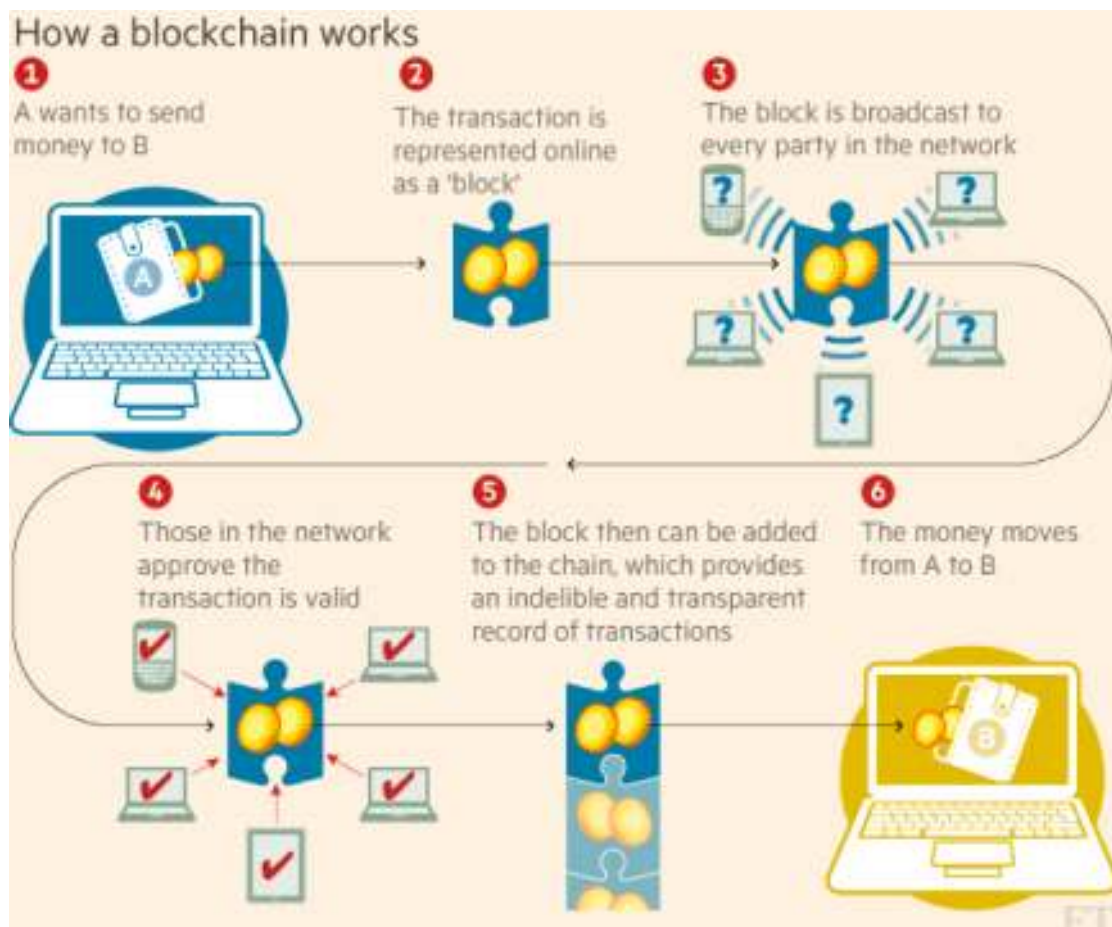 How a blockchain works
1
A wants to send
money to B
2
The transaction is
represented online
as a 'block'
3
The block is broadcast to
every party in the network
?
?
?
?
?
A
4
Those in the network
approve the
transaction is valid
5
The block then can be added
to the chain, which provides
an indelible and transparent
record of transactions
6
The money moves
from A to B
B